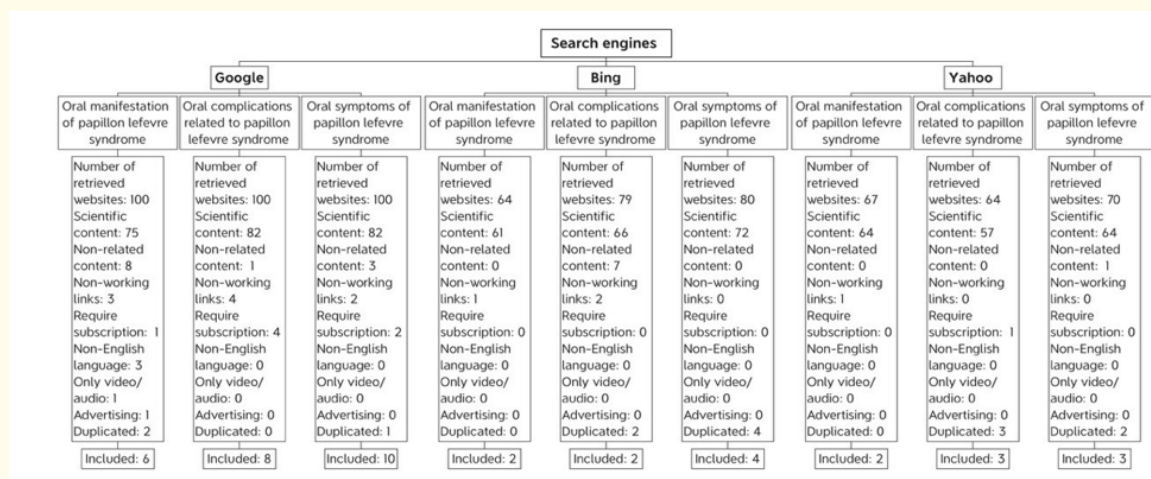 Search engines
Google
Bing
Yahoo
Oral manifestation
of papillon lefevre
syndrome
Oral complications
related to papillon
lefevre syndrome
Oral symptoms of
papillon lefevre
syndrome
Oral manifestation
of papillon lefevre
syndrome
Oral complications
related to papillon
lefevre syndrome
Oral symptoms of
papillon lefevre
syndrome
Oral manifestation
of papillon lefevre
syndrome
Oral complications
related to papillon
lefevre syndrome
Oral symptoms of
papillon lefevre
syndrome
Number of
retrieved
websites: 100
Scientific
content: 75
Non-related
content: 8
Non-working
links: 3
Require
subscription: 1
Non-English
language: 3
Only video/
audio: 1
Advertising: 1
Duplicated: 2
Number of
retrieved
websites: 100
Scientific
content: 82
Non-related
content: 1
Non-working
links: 4
Require
subscription: 4
Non-English
language: 0
Only video/
audio: 0
Advertising: 0
Duplicated: 0
Number of
retrieved
websites: 100
Scientific
content: 82
Non-related
content: 3
Non-working
links: 2
Require
subscription: 2
Non-English
language: 0
Only video/
audio: 0
Advertising: 0
Duplicated: 1
Number of
retrieved
websites: 64
Scientific
content: 61
Non-related
content: 0
Non-working
links: 1
Require
subscription: 0
Non-English
language: 0
Only video/
audio: 0
Advertising: 0
Duplicated: 0
Number of
retrieved
websites: 79
Scientific
content: 66
Non-related
content: 7
Non-working
links: 2
Require
subscription: 0
Non-English
language: 0
Only video/
audio: 0
Advertising: 0
Duplicated: 2
Number of
retrieved
websites: 80
Scientific
content: 72
Non-related
content: 0
Non-working
links: 0
Require
subscription: 0
Non-English
language: 0
Only video/
audio: 0
Advertising: 0
Duplicated: 4
Number of
retrieved
websites: 67
Scientific
content: 64
Non-related
content: 0
Non-working
links: 1
Require
subscription: 0
Non-English
language: 0
Only video/
audio: 0
Advertising: 0
Duplicated: 0
Number of
retrieved
websites: 64
Scientific
content: 57
Non-related
content: 0
Non-working
links: 0
Require
subscription: 1
Non-English
language: 0
Only video/
audio: 0
Advertising: 0
Duplicated: 3
Number of
retrieved
websites: 70
Scientific
content: 64
Non-related
content: 1
Non-working
links: 0
Require
subscription: 0
Non-English
language: 0
Only video/
audio: 0
Advertising: 0
Duplicated: 2
Included: 6
Included: 8
Included: 10
Included: 2
Included: 2
Included: 4
Included: 2
Included: 3
Included: 3